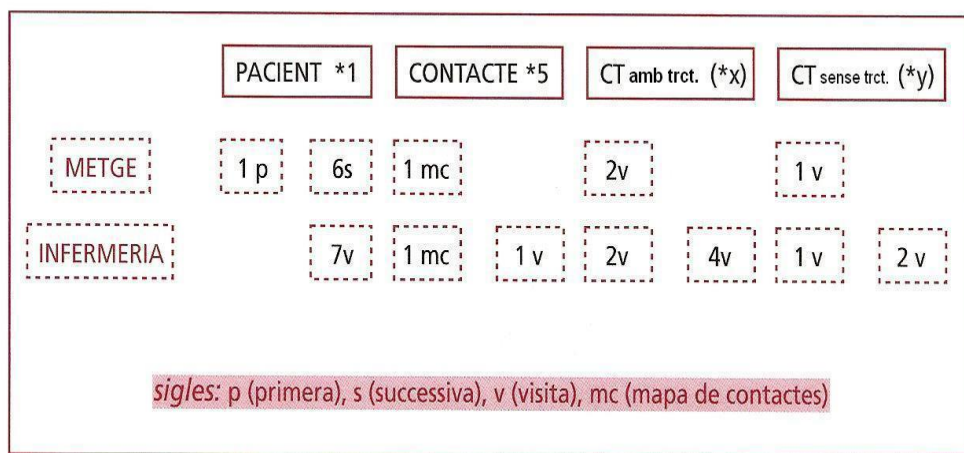 PACIENT *1 CONTACTE *5 CT amb trct. (*x) CT sense trct. (*y)
METGE 1 p 6s 1 mc 2v 1 v
INFERMERIA 7v 1 mc 1 v 2v 4v 1 v 2 v
sigles: p (primera), s (successiva), v (visita), mc (mapa de contactes)